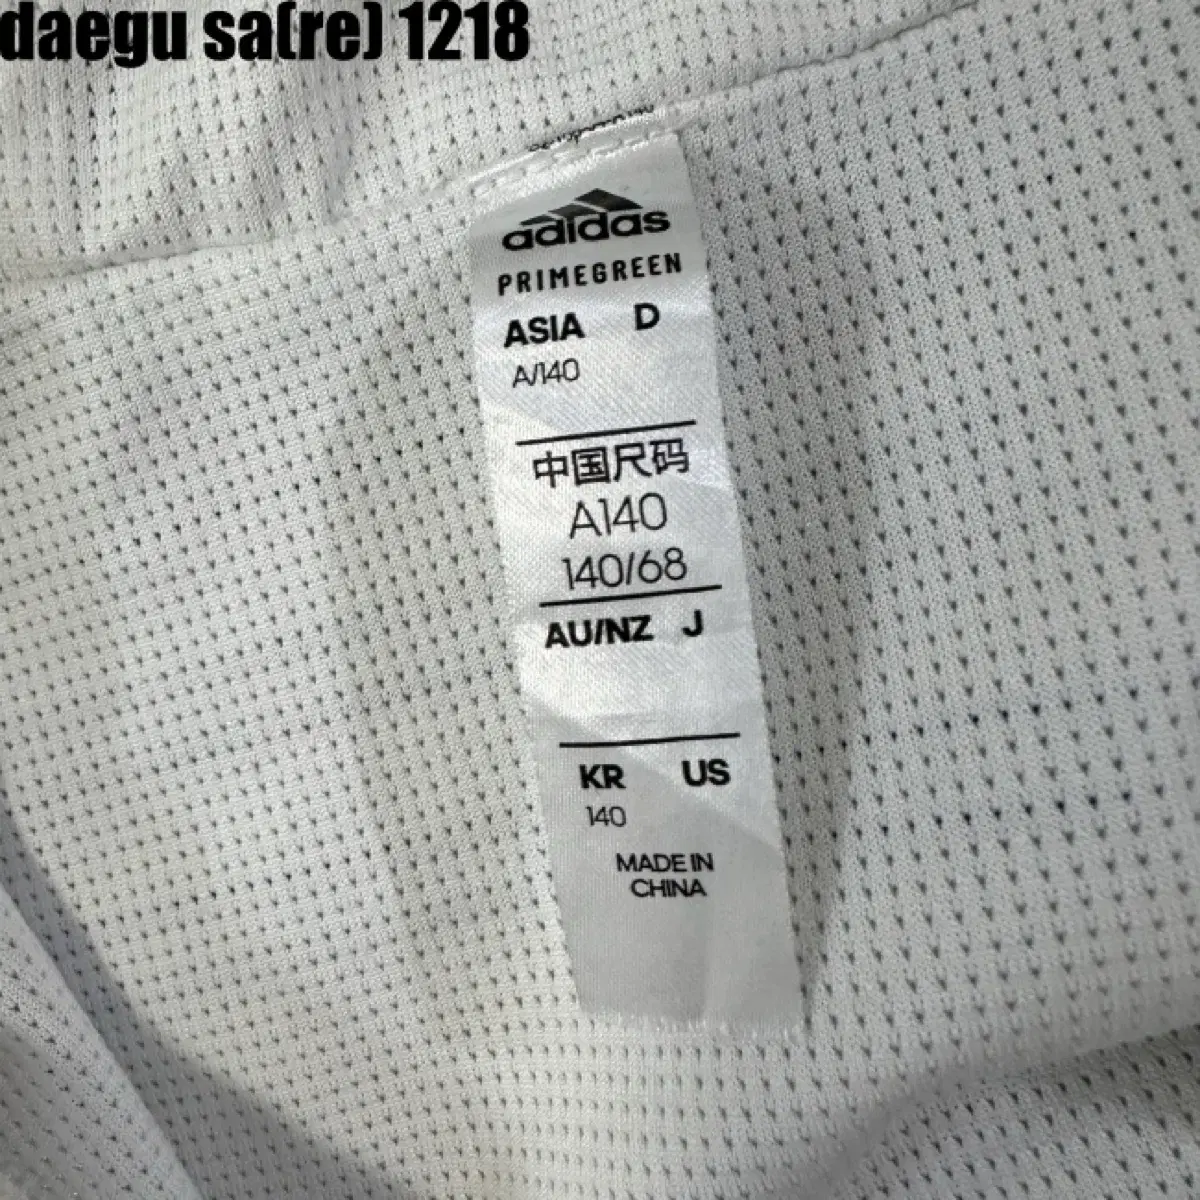 daegu sa(re) 1218
adidas
PRIMEGREEN
ASIA D
A/140
中国尺码
A140
140/68
AU/NZ J
KR US
140
MADE IN
CHINA